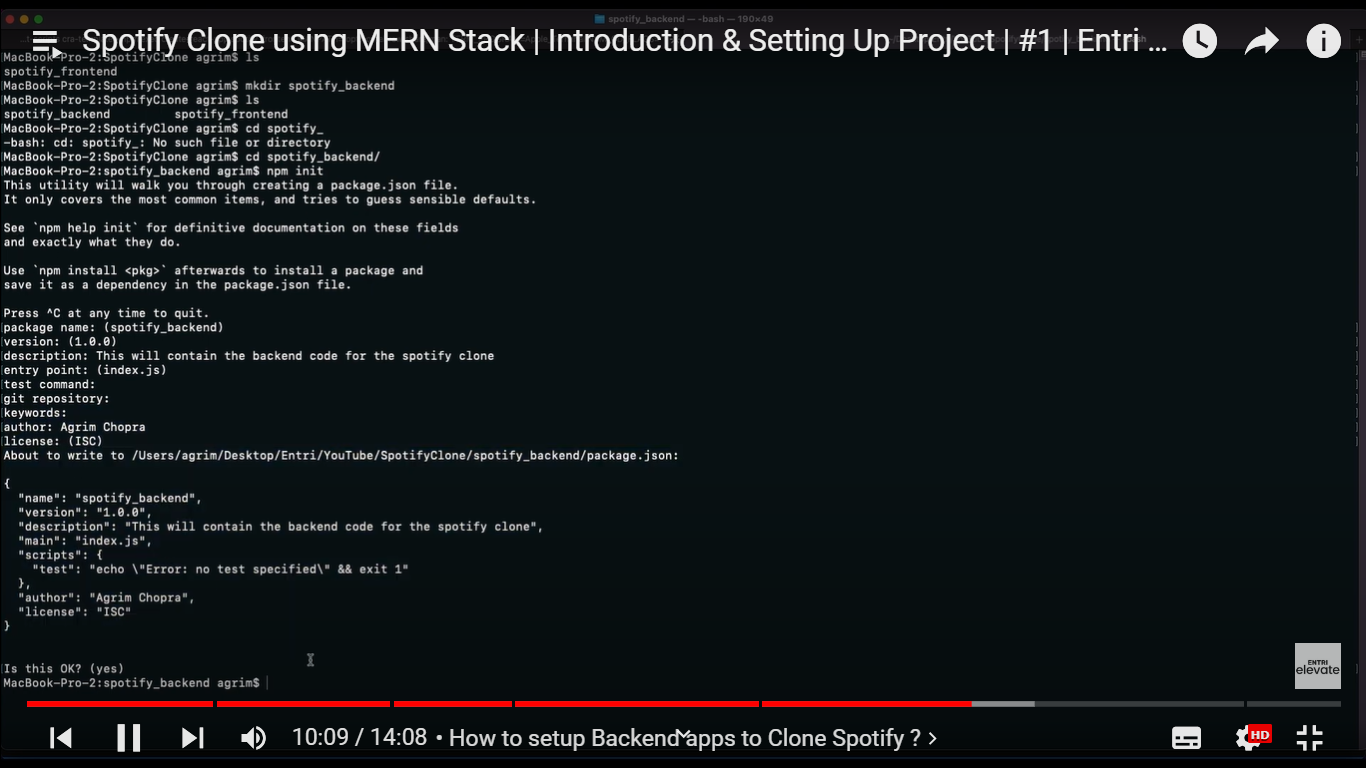 spotify_backend — -bash — 190×49
Spotify Clone using MERN Stack | Introduction & Setting Up Project | #1 | Entri ...
MacBook-Pro-2:SpotifyClone agrim$ ls
spotify_frontend
MacBook-Pro-2:SpotifyClone agrim$ mkdir spotify_backend
MacBook-Pro-2:SpotifyClone agrim$ ls
spotify_backend spotify_frontend
MacBook-Pro-2:SpotifyClone agrim$ cd spotify_
-bash: cd: spotify_: No such file or directory
MacBook-Pro-2:SpotifyClone agrim$ cd spotify_backend/
MacBook-Pro-2:spotify_backend agrim$ npm init
This utility will walk you through creating a package.json file.
It only covers the most common items, and tries to guess sensible defaults.
See `npm help init` for definitive documentation on these fields
and exactly what they do.
Use `npm install <pkg>` afterwards to install a package and
save it as a dependency in the package.json file.
Press ^C at any time to quit.
package name: (spotify_backend)
version: (1.0.0)
description: This will contain the backend code for the spotify clone
entry point: (index.js)
test command:
git repository:
keywords:
author: Agrim Chopra
license: (ISC)
About to write to /Users/agrim/Desktop/Entri/YouTube/SpotifyClone/spotify_backend/package.json:
{
"name": "spotify_backend",
"version": "1.0.0",
"description": "This will contain the backend code for the spotify clone",
"main": "index.js",
"scripts": {
"test": "echo \"Error: no test specified\" && exit 1"
},
"author": "Agrim Chopra",
"license": "ISC"
}
Is this OK? (yes)
MacBook-Pro-2:spotify_backend agrim$
ENTRI
elevate
10:09 / 14:08 • How to setup Backend apps to Clone Spotify ? ›
HD